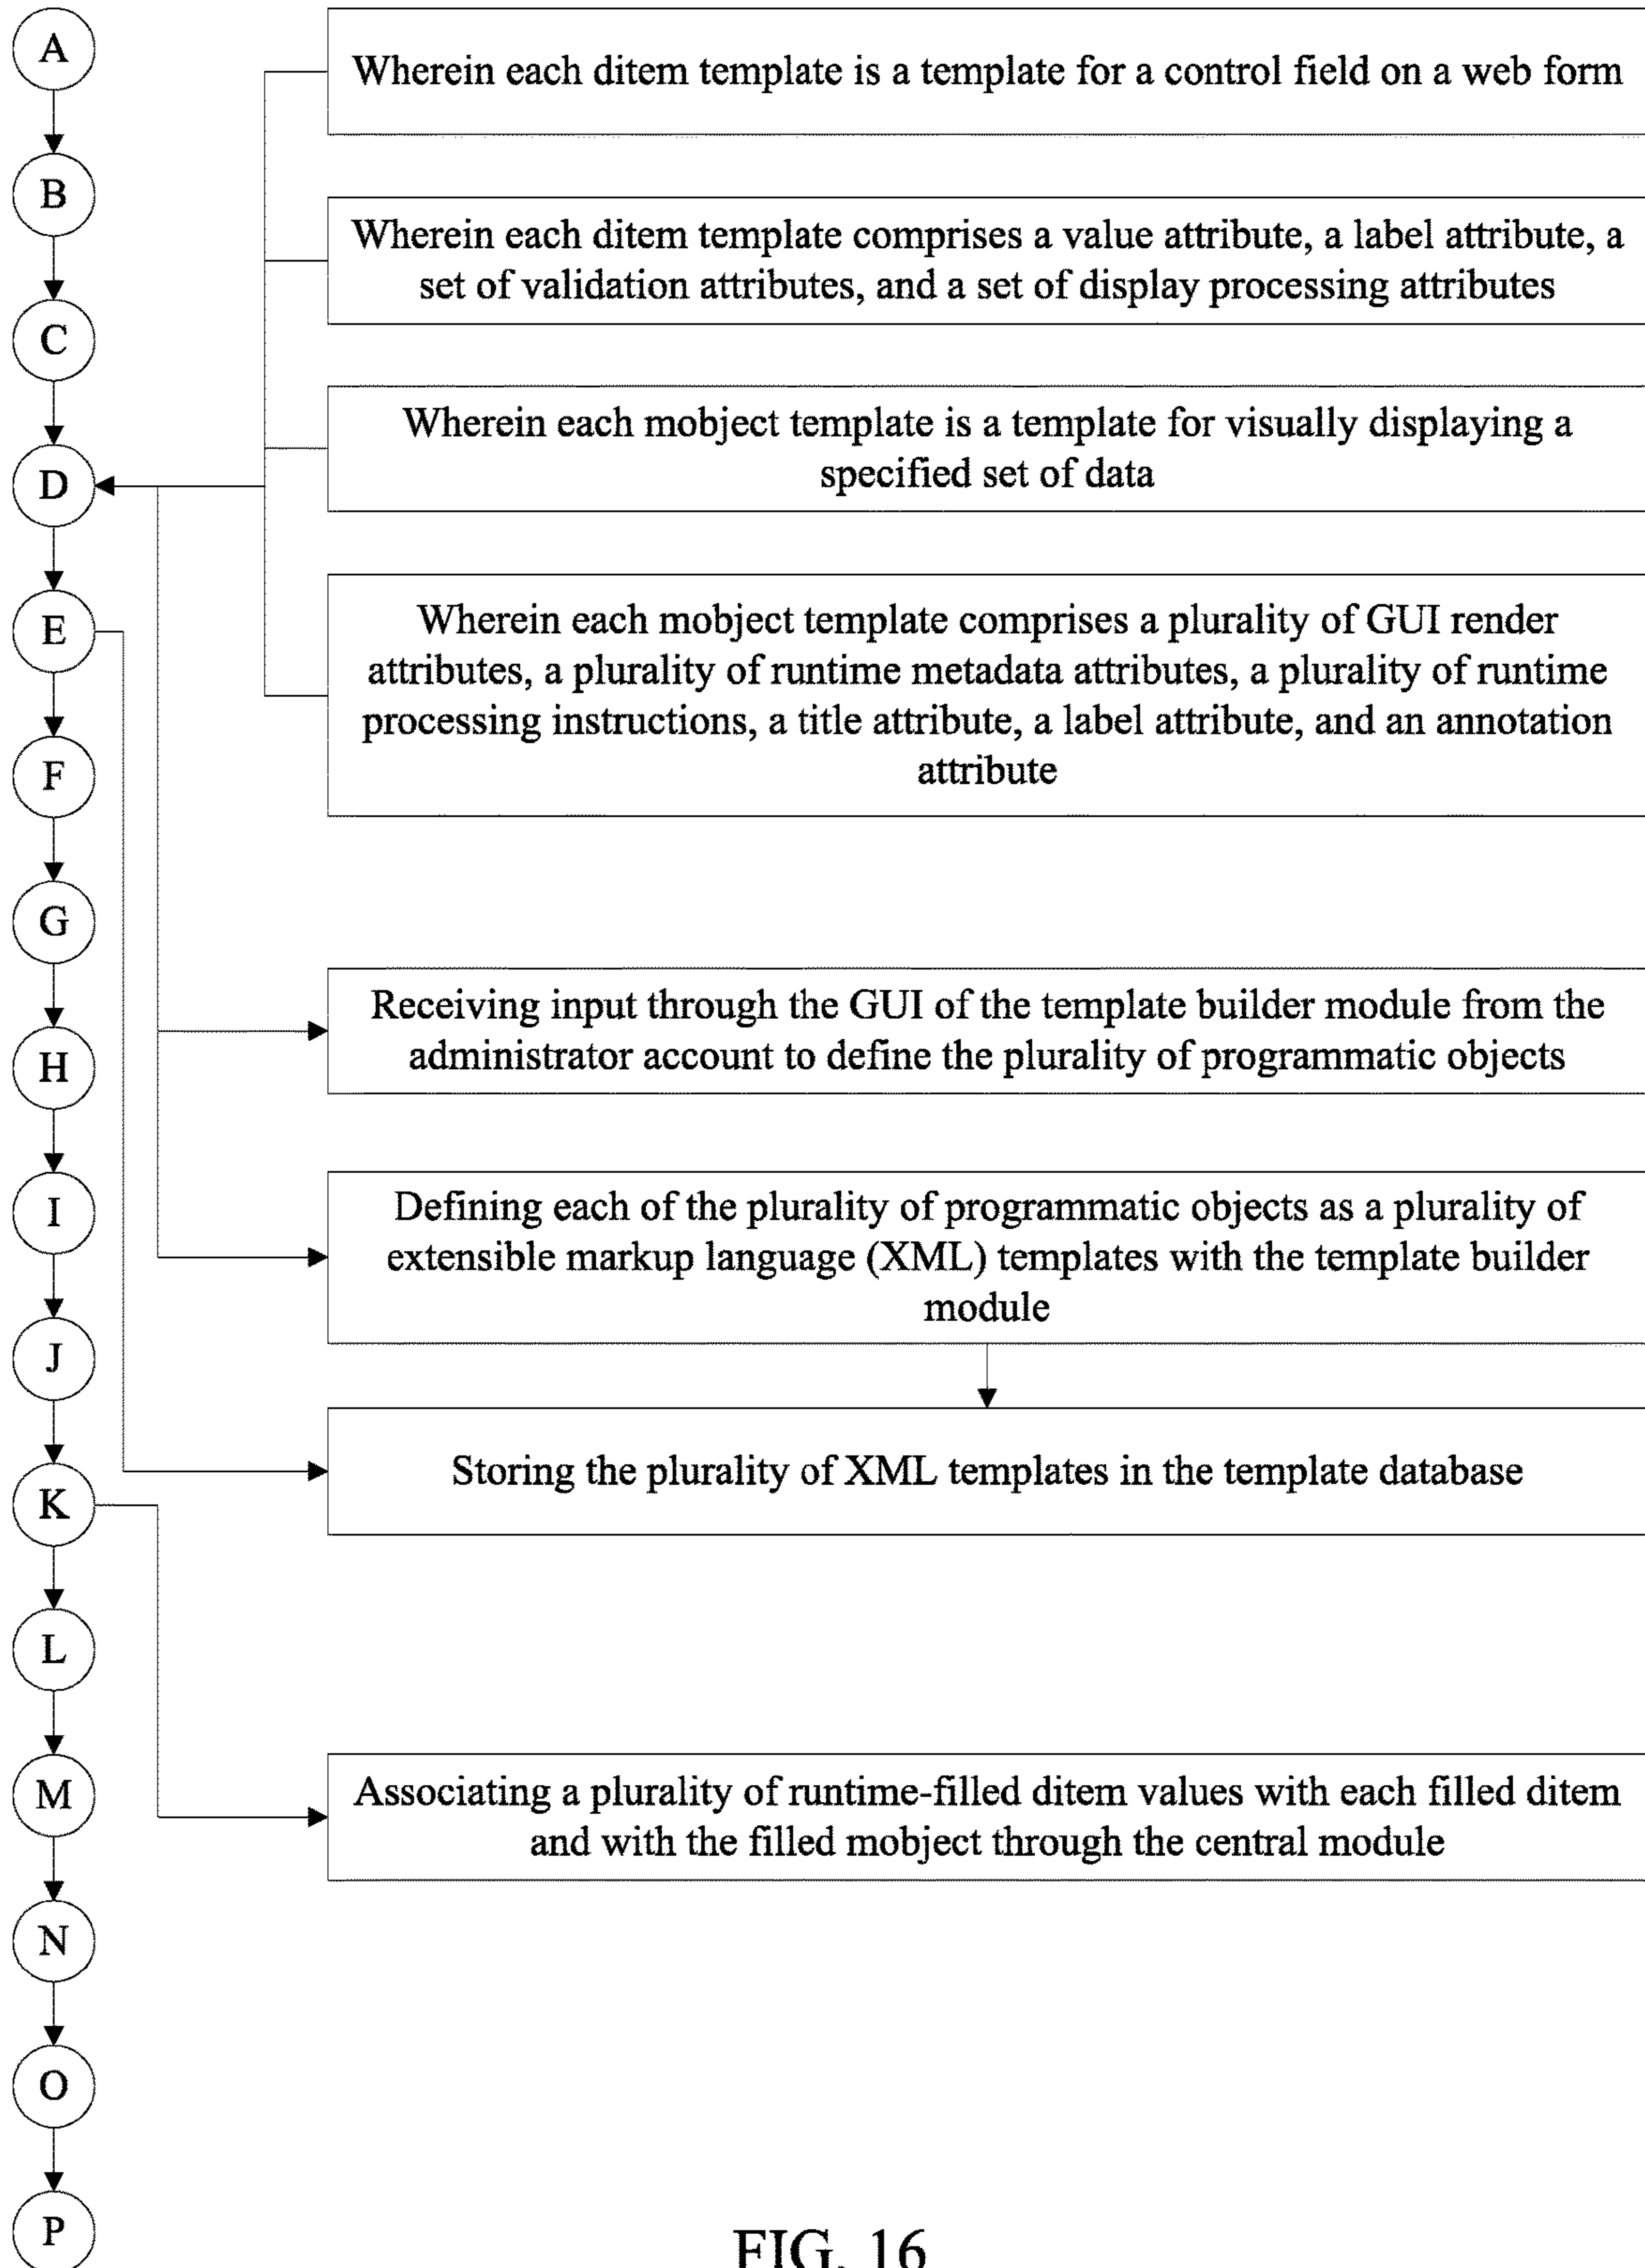 A
B
C
D
E
F
G
H
I
J
K
L
M
N
O
P
Wherein each ditem template is a template for a control field on a web form
Wherein each ditem template comprises a value attribute, a label attribute, a
set of validation attributes, and a set of display processing attributes
Wherein each mobject template is a template for visually displaying a
specified set of data
Wherein each mobject template comprises a plurality of GUI render
attributes, a plurality of runtime metadata attributes, a plurality of runtime
processing instructions, a title attribute, a label attribute, and an annotation
attribute
Receiving input through the GUI of the template builder module from the
administrator account to define the plurality of programmatic objects
Defining each of the plurality of programmatic objects as a plurality of
extensible markup language (XML) templates with the template builder
module
Storing the plurality of XML templates in the template database
Associating a plurality of runtime-filled ditem values with each filled ditem
and with the filled mobject through the central module
FIG. 16